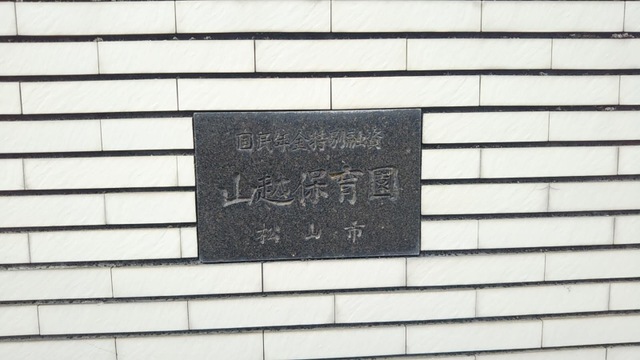 国民年金特別融資
山越保育園
松山市